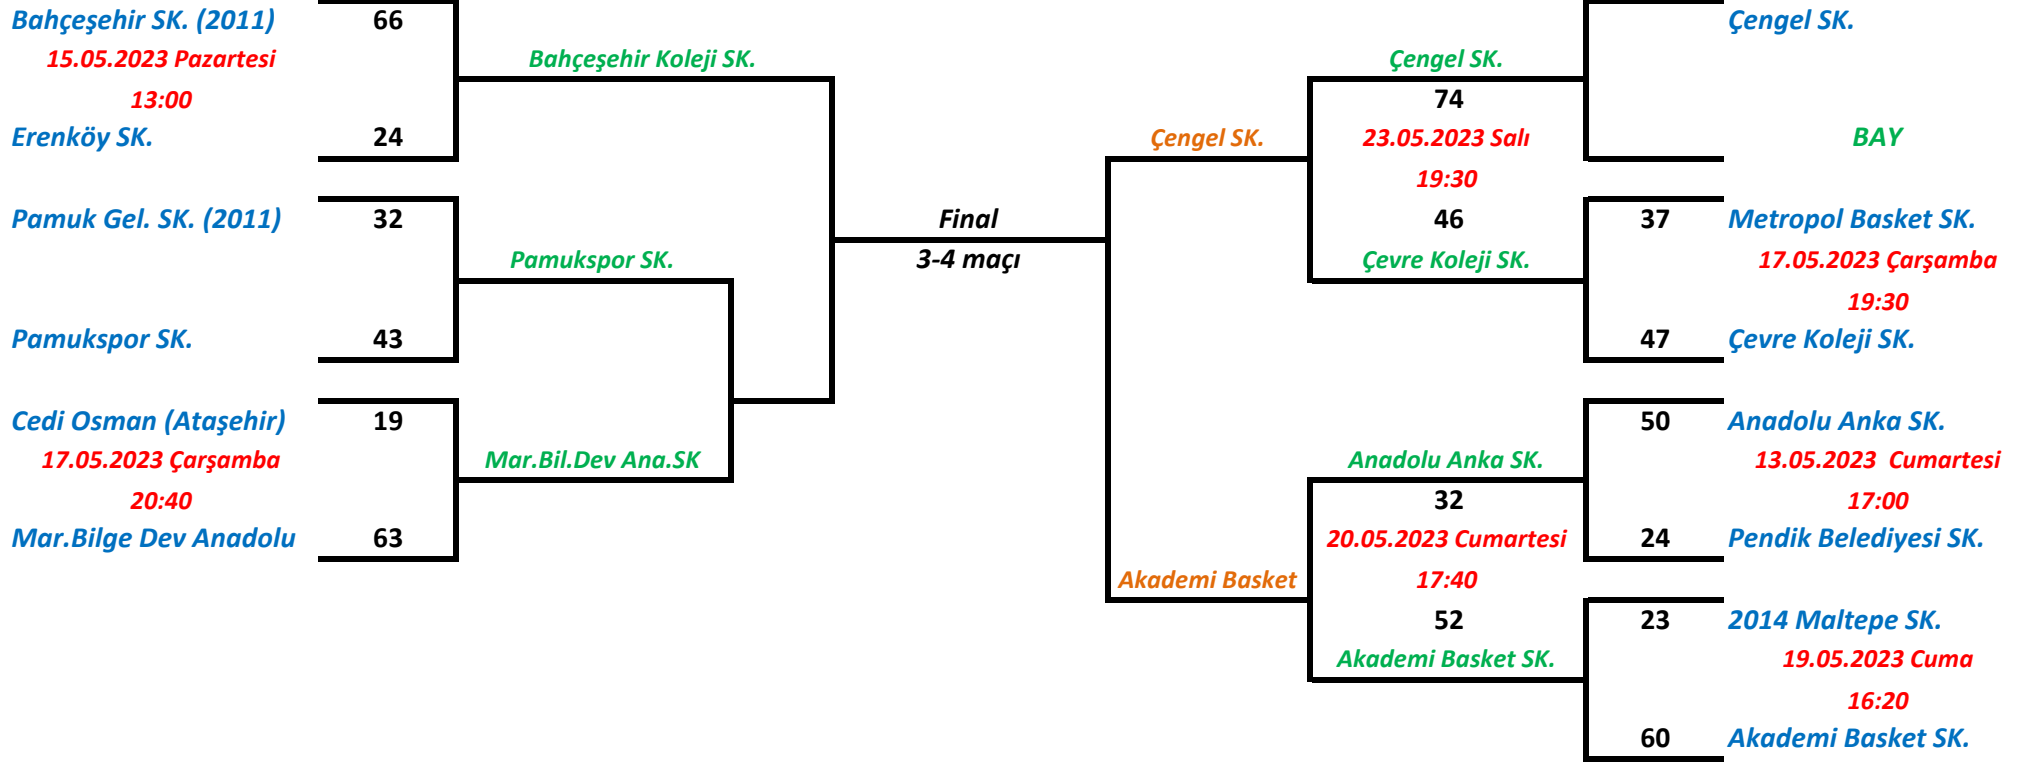 Bahçeşehir SK. (2011) 66
15.05.2023 Pazartesi
13:00
Erenköy SK. 24
Bahçeşehir Koleji SK.
Pamuk Gel. SK. (2011) 32
Pamukspor SK. 43
Pamukspor SK.
Cedi Osman (Ataşehir) 19
17.05.2023 Çarşamba
20:40
Mar.Bilge Dev Anadolu 63
Mar.Bil.Dev Ana.SK
Final
3-4 maçı
Çengel SK.
Akademi Basket
Çengel SK.
74
23.05.2023 Salı
19:30
46
Çevre Koleji SK.
Anadolu Anka SK.
32
20.05.2023 Cumartesi
17:40
52
Akademi Basket SK.
Çengel SK.
BAY
37 Metropol Basket SK.
17.05.2023 Çarşamba
19:30
47 Çevre Koleji SK.
50 Anadolu Anka SK.
13.05.2023 Cumartesi
17:00
24 Pendik Belediyesi SK.
23 2014 Maltepe SK.
19.05.2023 Cuma
16:20
60 Akademi Basket SK.